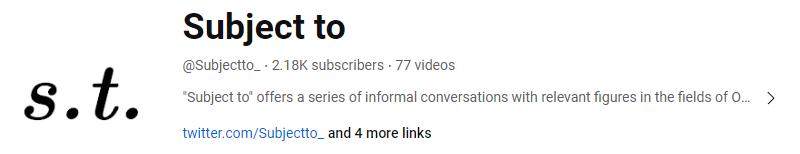 Subject to
s.t.
@Subjectto_ · 2.18K subscribers · 77 videos
"Subject to" offers a series of informal conversations with relevant figures in the fields of O...
twitter.com/Subjectto_ and 4 more links